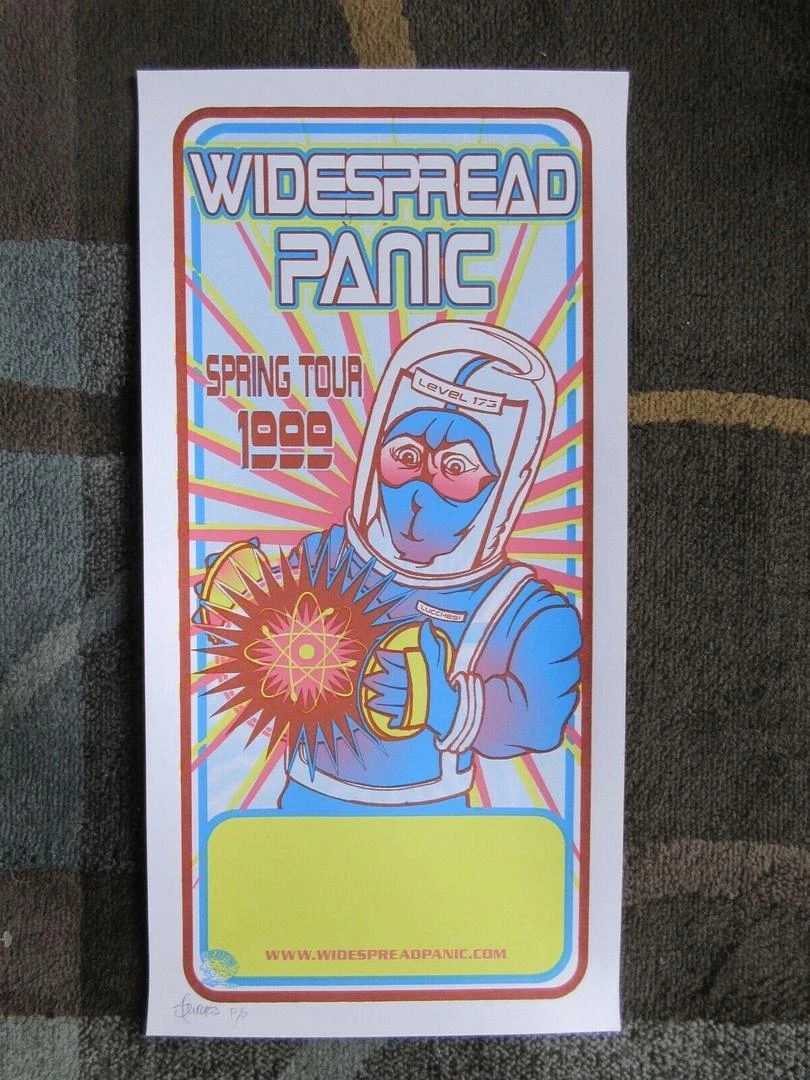 WIDESPREAD
PANIC
SPRING TOUR
1999
LEVEL 173
LUCCHESI
WWW.WIDESPREADPANIC.COM
P/P